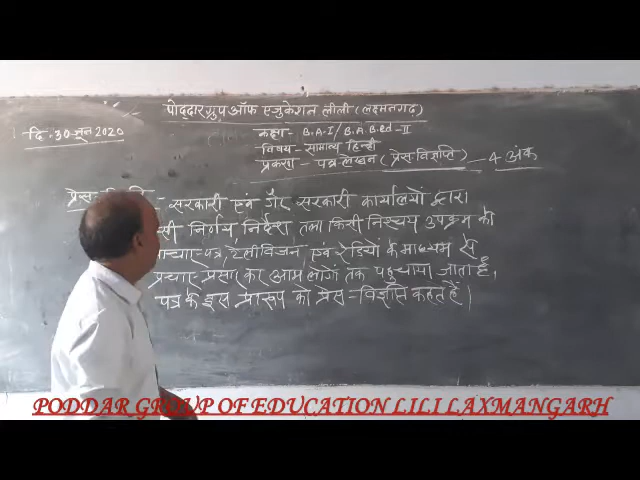 पोद्दार ग्रुप ऑफ एजुकेशन लीली (लक्ष्मनगढ)
दि. 30 जून 2020
कक्षा- B.A.I / B.A.B.ed-II
विषय- सामान्य हिन्दी
प्रकरण- पत्र-लेखन (प्रेस-विज्ञप्ति) - 4 अंक
प्रेस- - सरकारी एवं गैर सरकारी कार्यालयों द्वारा
सी निर्णय, निर्देश तथा किसी निश्चय उपक्रम को
चार पत्र, टेलीविजन, एवं रेडियों के माध्यम से
प्रचार प्रसार कर आम लोगों तक पहुचाया जाता है,
पत्र के इस प्रारूप को प्रेस-विज्ञप्ति कहते हैं।
PODDAR GROUP OF EDUCATION LILI LAXMANGARH